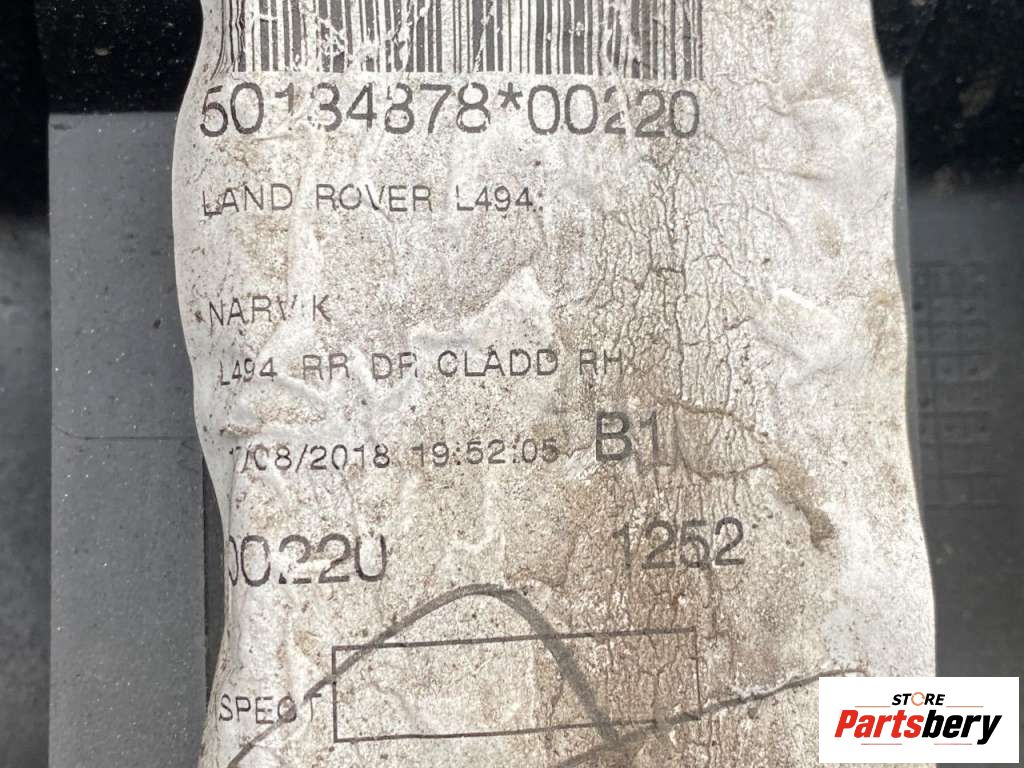 50134878*00220
LAND ROVER L494
NARVIK
L494 RR DR CLADD RH
/08/2018 19:52:05 B1
00220 1252
SPECT
STORE
Partsbery